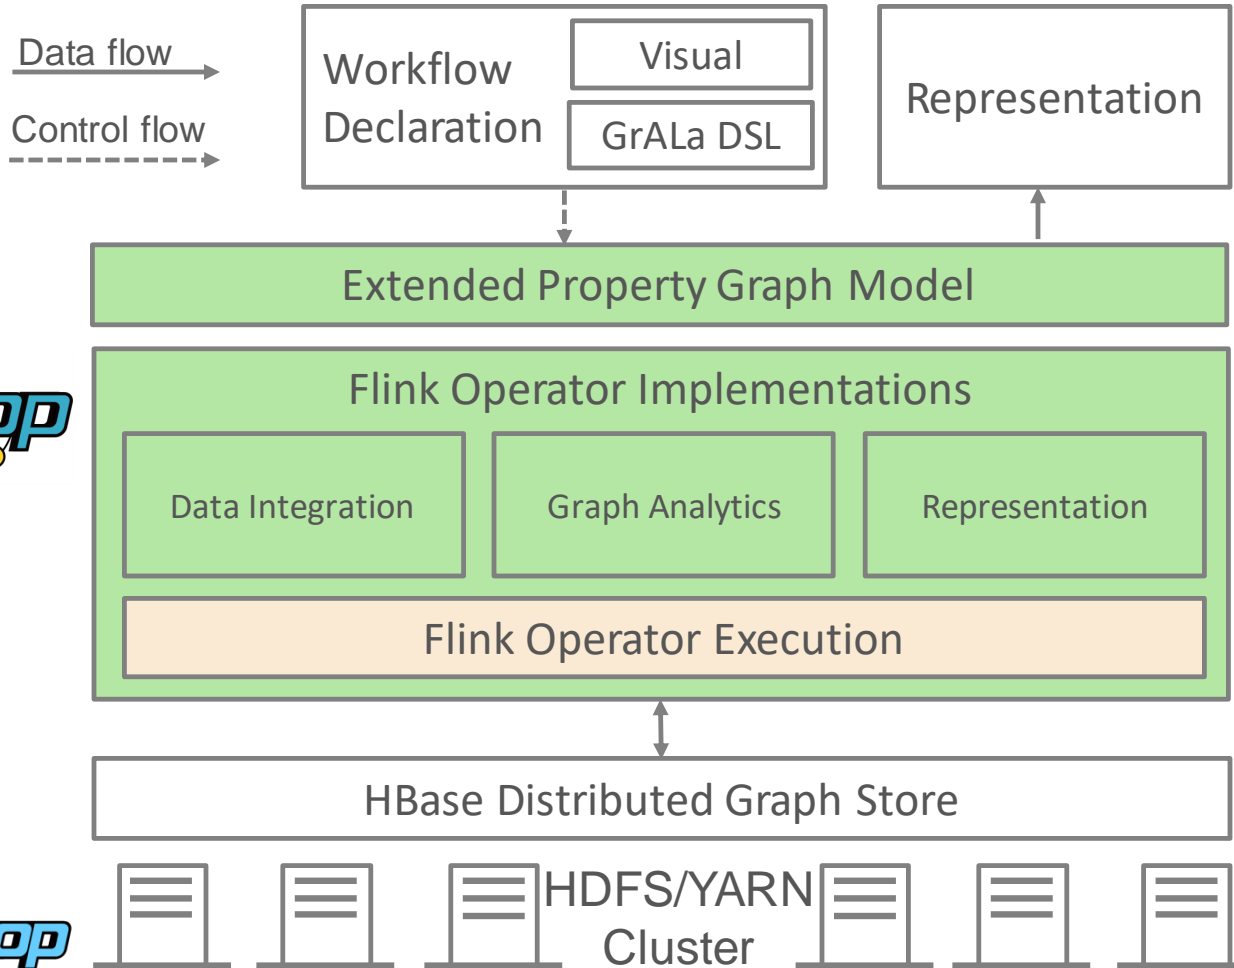 Data flow
Control flow
Workflow
Declaration
Visual
GrALa DSL
Representation
Extended Property Graph Model
Flink Operator Implementations
Data Integration
Graph Analytics
Representation
Flink Operator Execution
HBase Distributed Graph Store
HDFS/YARN
Cluster